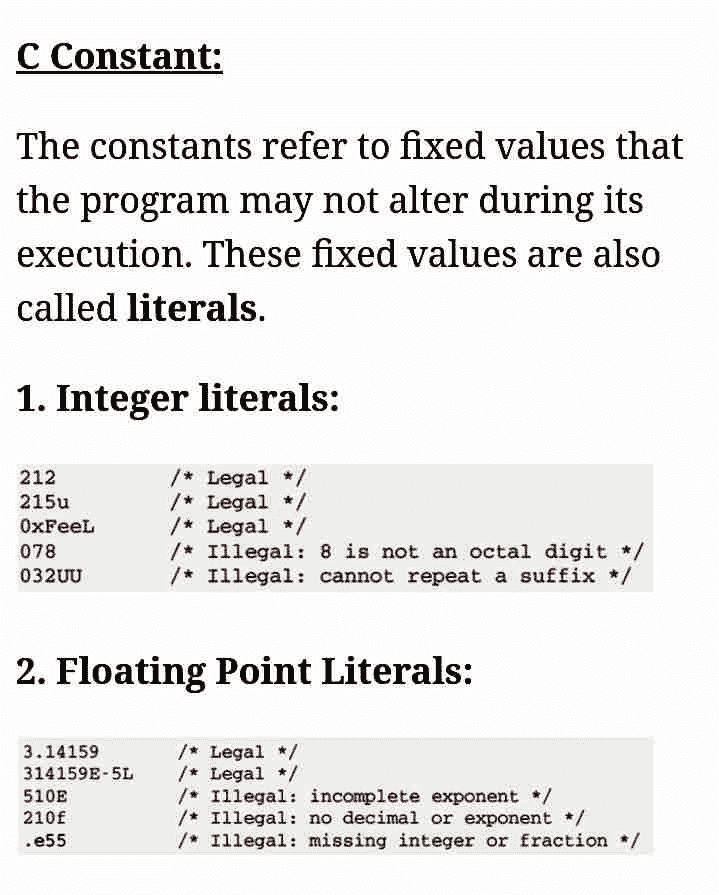 C Constant:
The constants refer to fixed values that
the program may not alter during its
execution. These fixed values are also
called literals.
1. Integer literals:
212 /* Legal */
215u /* Legal */
0xFeeL /* Legal */
078 /* Illegal: 8 is not an octal digit */
032UU /* Illegal: cannot repeat a suffix */
2. Floating Point Literals:
3.14159 /* Legal */
314159E-5L /* Legal */
510E /* Illegal: incomplete exponent */
210f /* Illegal: no decimal or exponent */
.e55 /* Illegal: missing integer or fraction */